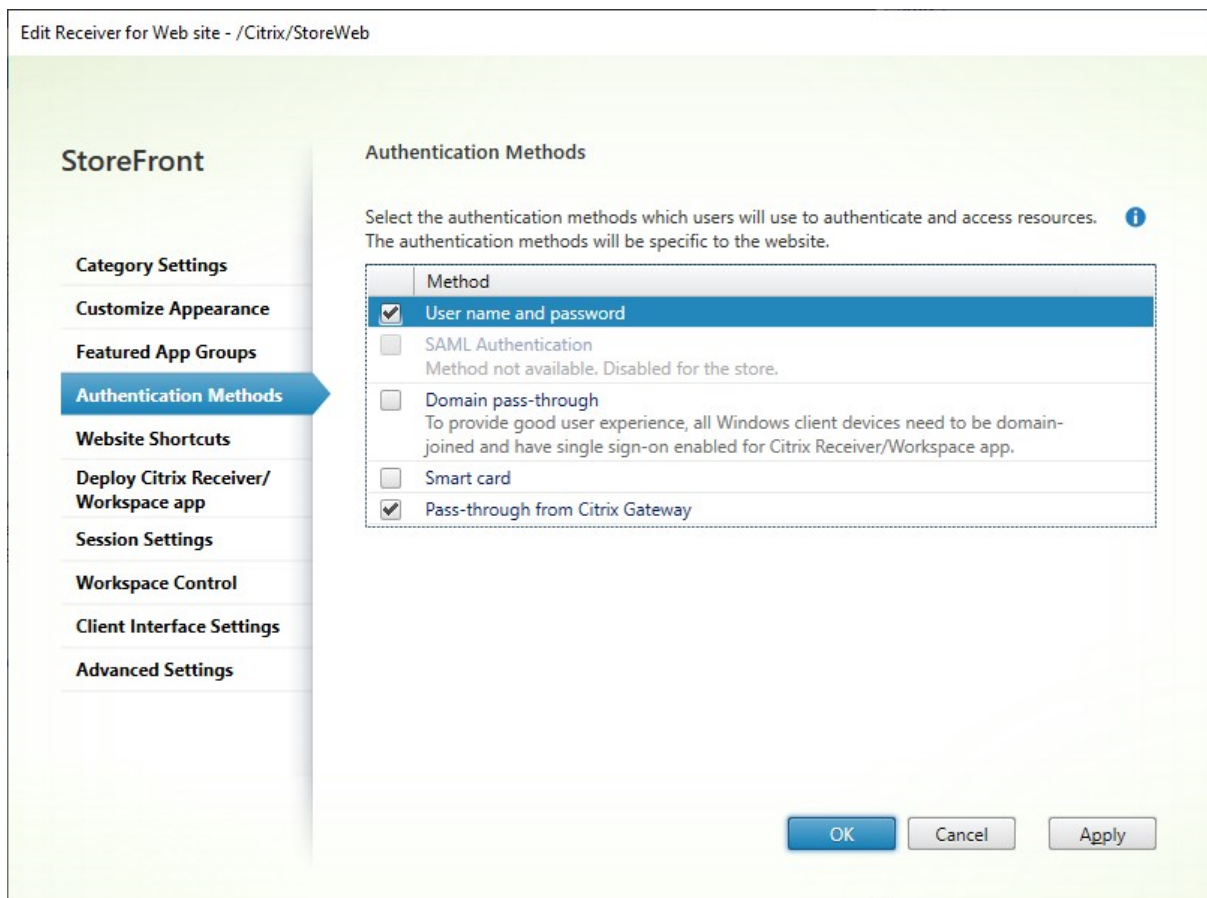 Edit Receiver for Web site - /Citrix/StoreWeb
StoreFront
Category Settings
Customize Appearance
Featured App Groups
Authentication Methods
Website Shortcuts
Deploy Citrix Receiver/
Workspace app
Session Settings
Workspace Control
Client Interface Settings
Advanced Settings
Authentication Methods
Select the authentication methods which users will use to authenticate and access resources.
The authentication methods will be specific to the website.
Method
User name and password
SAML Authentication
Method not available. Disabled for the store.
Domain pass-through
To provide good user experience, all Windows client devices need to be domain-
joined and have single sign-on enabled for Citrix Receiver/Workspace app.
Smart card
Pass-through from Citrix Gateway
OK
Cancel
Apply